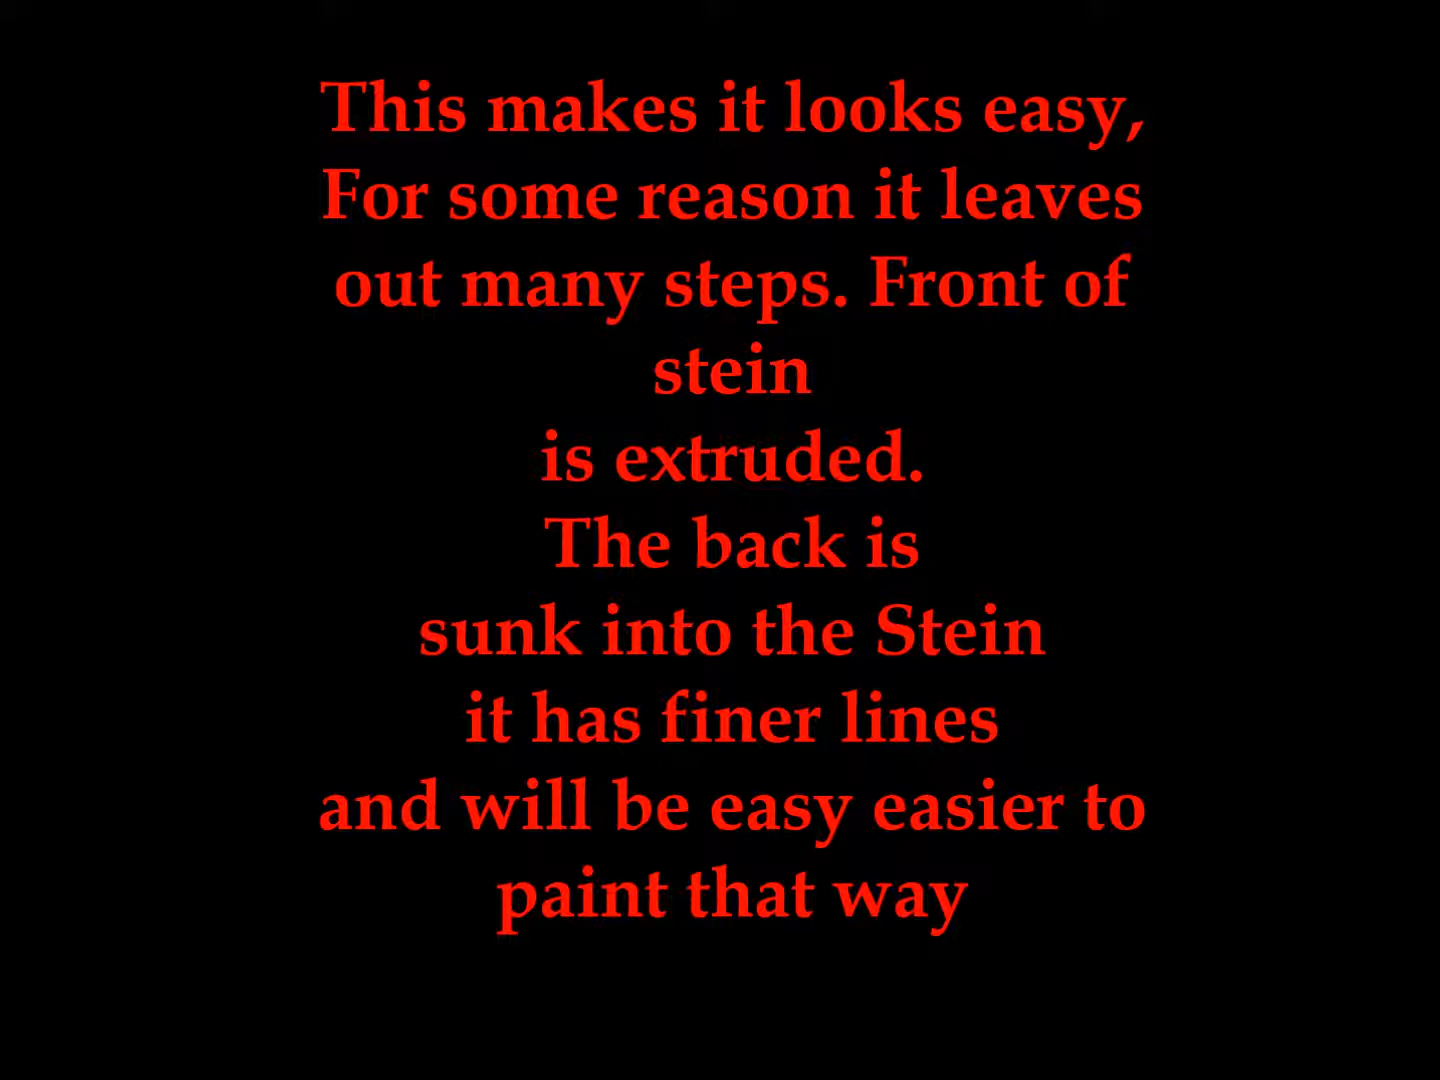 This makes it looks easy,
For some reason it leaves
out many steps. Front of
stein
is extruded.
The back is
sunk into the Stein
it has finer lines
and will be easy easier to
paint that way